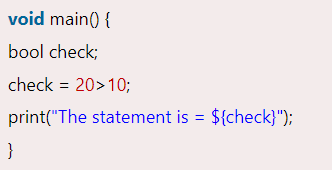 void main() {
bool check;
check = 20>10;
print("The statement is = ${check}");
}